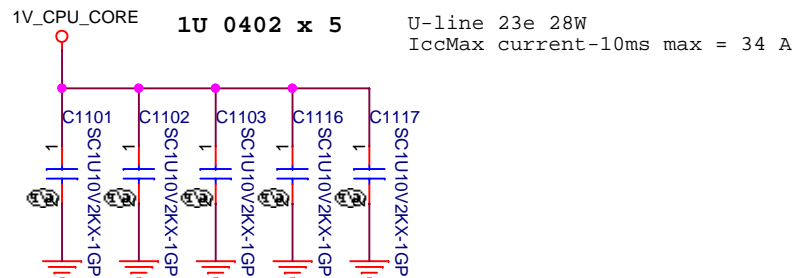 1V_CPU_CORE
1U 0402 x 5
U-line 23e 28W
IccMax current-10ms max = 34 A
C1101
C1102
C1103
C1116
C1117
1
1
1
1
1
SC1U10V2KX-1GP
SC1U10V2KX-1GP
SC1U10V2KX-1GP
SC1U10V2KX-1GP
SC1U10V2KX-1GP